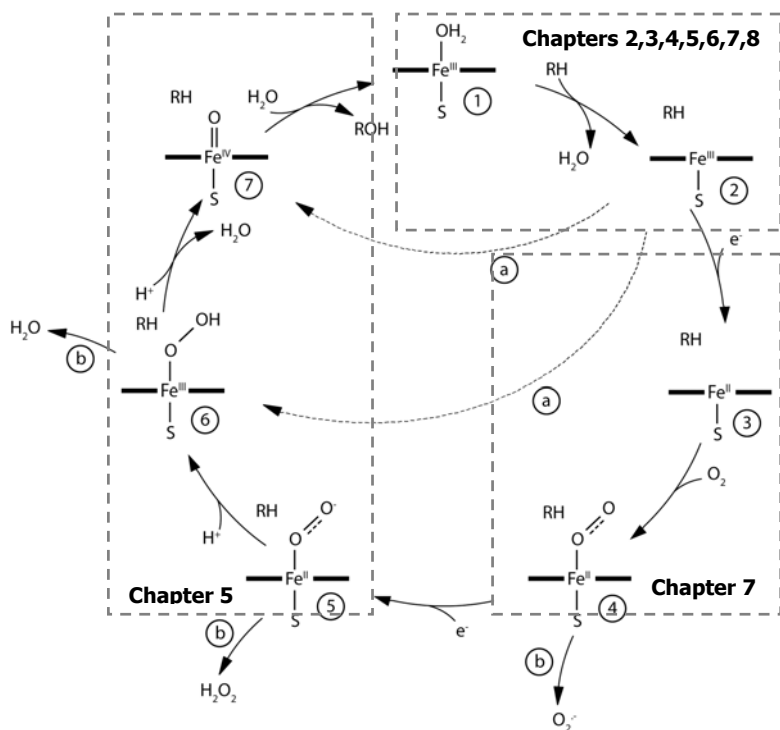 OH₂
Feᴵᴵᴵ
S
①
Chapters 2,3,4,5,6,7,8
RH
H₂O
RH
Feᴵᴵᴵ
S
②
e⁻
RH
Feᴵᴵ
S
③
O₂
RH
O
O
Feᴵᴵ
S
④
Chapter 7
ⓑ
O₂⁻
e⁻
RH
O⁻
O
Feᴵᴵ
S
⑤
Chapter 5
ⓑ
H₂O₂
H⁺
RH
OH
O
Feᴵᴵᴵ
S
⑥
ⓑ
H₂O
H⁺
H₂O
RH
O
Feᴵⱽ
S
⑦
H₂O
ROH
ⓐ
ⓐ